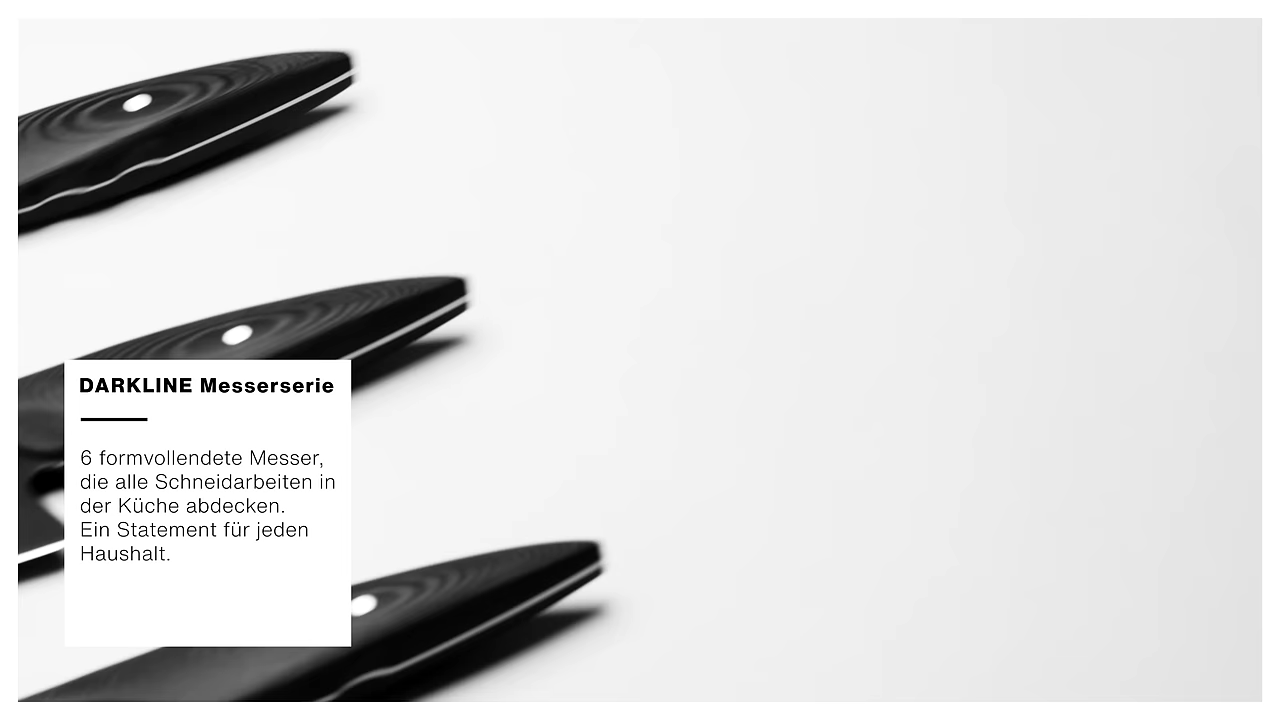 DARKLINE Messerserie
6 formvollendete Messer,
die alle Schneidarbeiten in
der Küche abdecken.
Ein Statement für jeden
Haushalt.